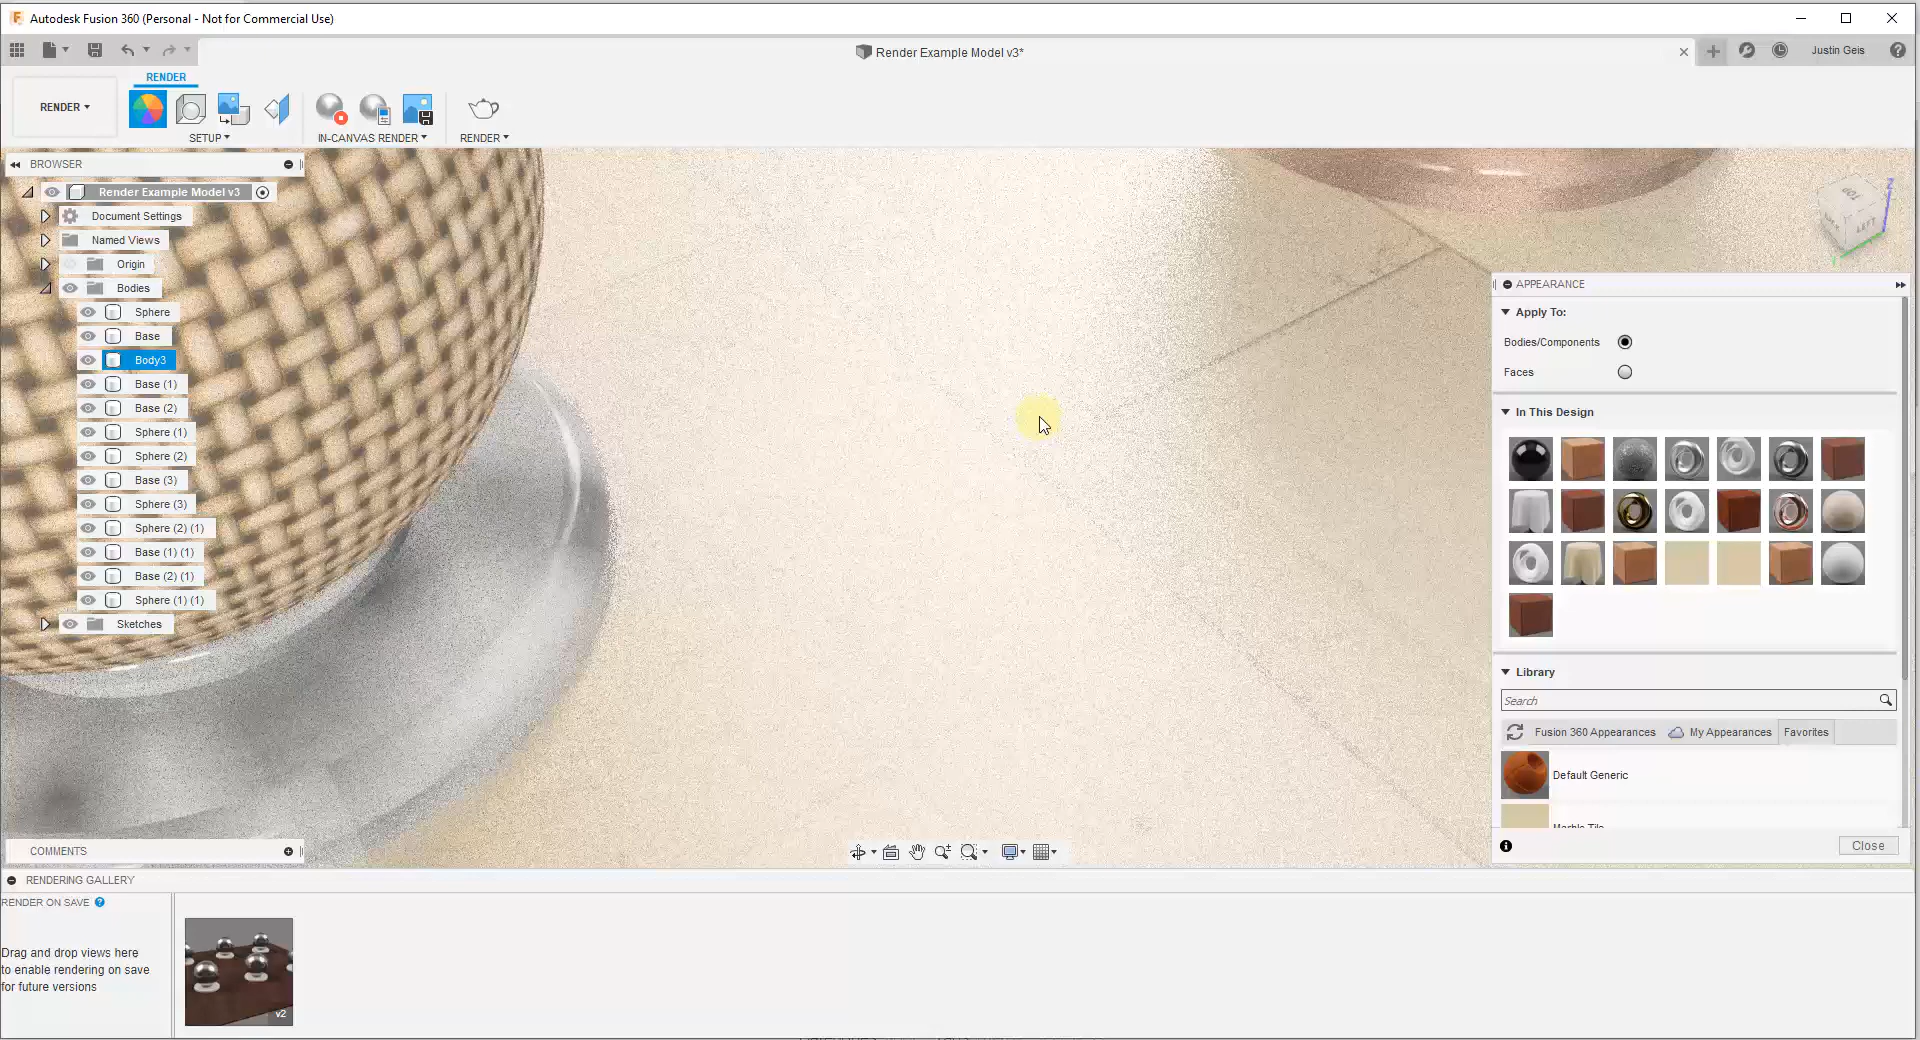 Autodesk Fusion 360 (Personal - Not for Commercial Use)
Render Example Model v3*
Justin Geis
RENDER
RENDER
SETUP
IN-CANVAS RENDER
RENDER
BROWSER
Render Example Model v3
Document Settings
Named Views
Origin
Bodies
Sphere
Base
Body3
Base (1)
Base (2)
Sphere (1)
Sphere (2)
Base (3)
Sphere (3)
Sphere (2) (1)
Base (1) (1)
Base (2) (1)
Sphere (1) (1)
Sketches
TOP
LEFT
Z
APPEARANCE
Apply To:
Bodies/Components
Faces
In This Design
Library
Search
Fusion 360 Appearances
My Appearances
Favorites
Default Generic
Marble Tile
Close
COMMENTS
RENDERING GALLERY
RENDER ON SAVE
Drag and drop views here
to enable rendering on save
for future versions
v2